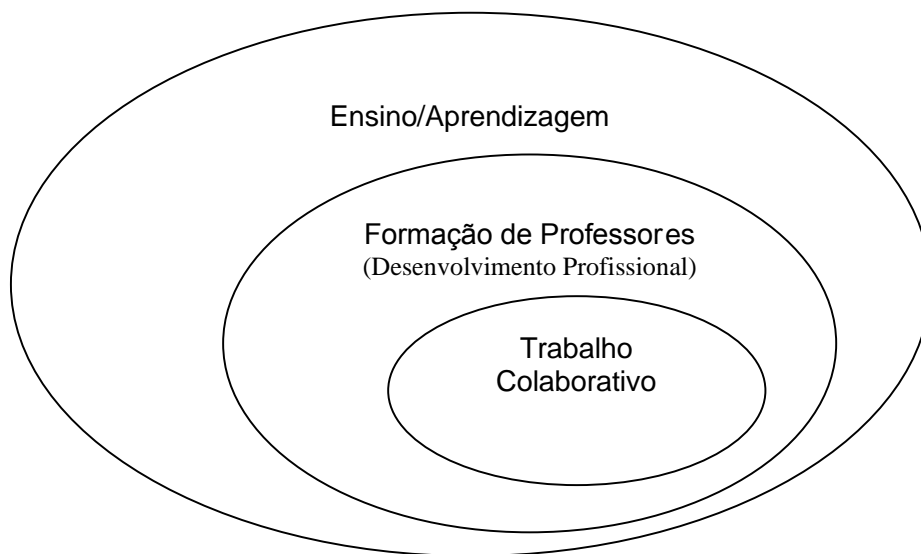 Ensino/Aprendizagem
Formação de Professores
(Desenvolvimento Profissional)
Trabalho
Colaborativo